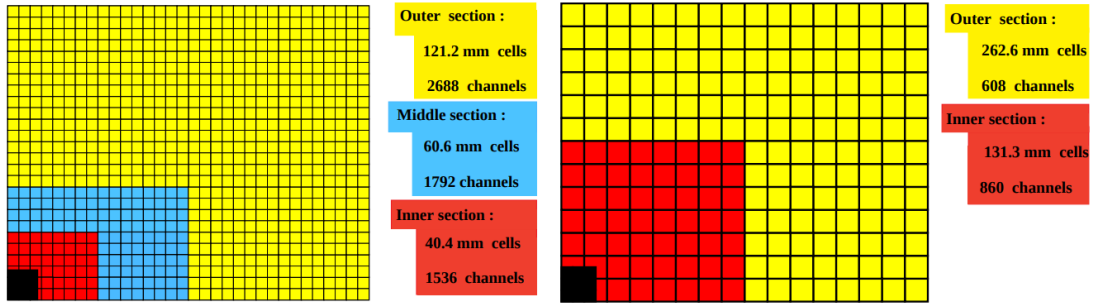 Outer section :
121.2 mm cells
2688 channels
Middle section :
60.6 mm cells
1792 channels
Inner section :
40.4 mm cells
1536 channels
Outer section :
262.6 mm cells
608 channels
Inner section :
131.3 mm cells
860 channels